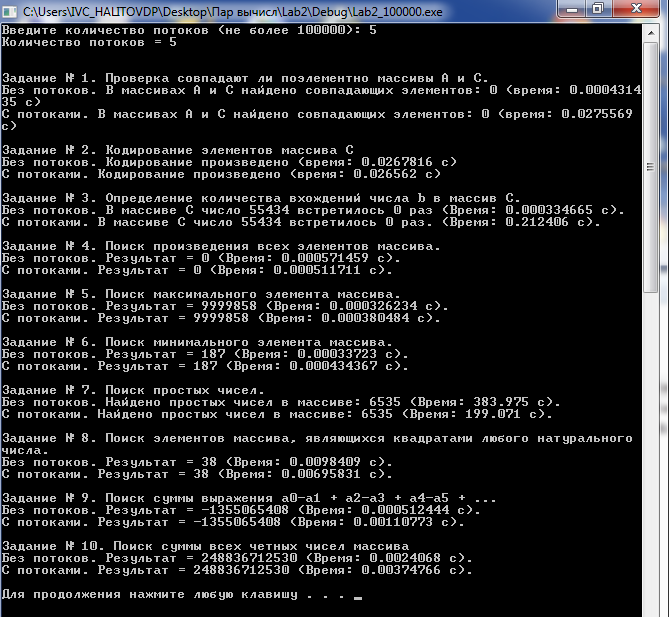 C:\Users\IVC_HALITOVDP\Desktop\Пар вычисл\Lab2\Debug\Lab2_100000.exe
Введите количество потоков (не более 100000): 5
Количество потоков = 5
Задание № 1. Проверка совпадают ли поэлементно массивы A и C.
Без потоков. В массивах A и C найдено совпадающих элементов: 0 (время: 0.0004314
35 с)
С потоками. В массивах A и C найдено совпадающих элементов: 0 (время: 0.0275569
с)
Задание № 2. Кодирование элементов массива C
Без потоков. Кодирование произведено (время: 0.0267816 с)
С потоками. Кодирование произведено (время: 0.026562 с)
Задание № 3. Определение количества вхождений числа b в массив C.
Без потоков. В массиве C число 55434 встретилось 0 раз (Время: 0.000334665 с).
С потоками. В массиве C число 55434 встретилось 0 раз. (Время: 0.212406 с).
Задание № 4. Поиск произведения всех элементов массива.
Без потоков. Результат = 0 (Время: 0.000571459 с).
С потоками. Результат = 0 (Время: 0.000511711 с).
Задание № 5. Поиск максимального элемента массива.
Без потоков. Результат = 9999858 (Время: 0.000326234 с).
С потоками. Результат = 9999858 (Время: 0.000380484 с).
Задание № 6. Поиск минимального элемента массива.
Без потоков. Результат = 187 (Время: 0.00033723 с).
С потоками. Результат = 187 (Время: 0.000434367 с).
Задание № 7. Поиск простых чисел.
Без потоков. Найдено простых чисел в массиве: 6535 (Время: 383.975 с).
С потоками. Найдено простых чисел в массиве: 6535 (Время: 199.071 с).
Задание № 8. Поиск элементов массива, являющихся квадратами любого натурального
числа.
Без потоков. Результат = 38 (Время: 0.0098409 с).
С потоками. Результат = 38 (Время: 0.00695831 с).
Задание № 9. Поиск суммы выражения a0-a1 + a2-a3 + a4-a5 + ...
Без потоков. Результат = -1355065408 (Время: 0.000512444 с).
С потоками. Результат = -1355065408 (Время: 0.00110773 с).
Задание № 10. Поиск суммы всех четных чисел массива
Без потоков. Результат = 248836712530 (Время: 0.0024068 с).
С потоками. Результат = 248836712530 (Время: 0.00374766 с).
Для продолжения нажмите любую клавишу . . . _